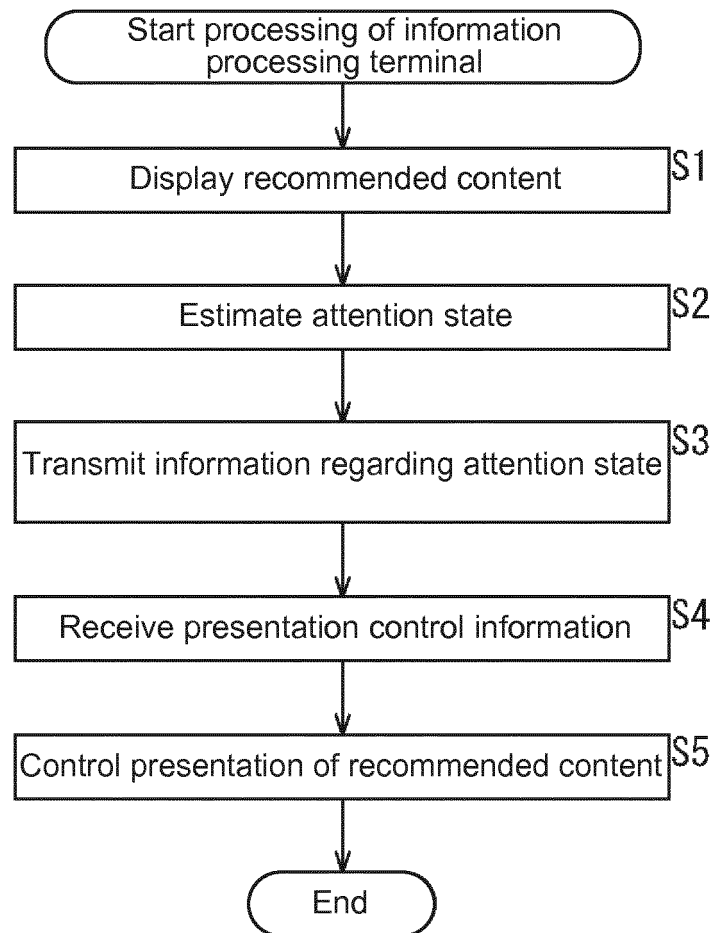 Start processing of information
processing terminal
Display recommended content
S1
Estimate attention state
S2
Transmit information regarding attention state
S3
Receive presentation control information
S4
Control presentation of recommended content
S5
End